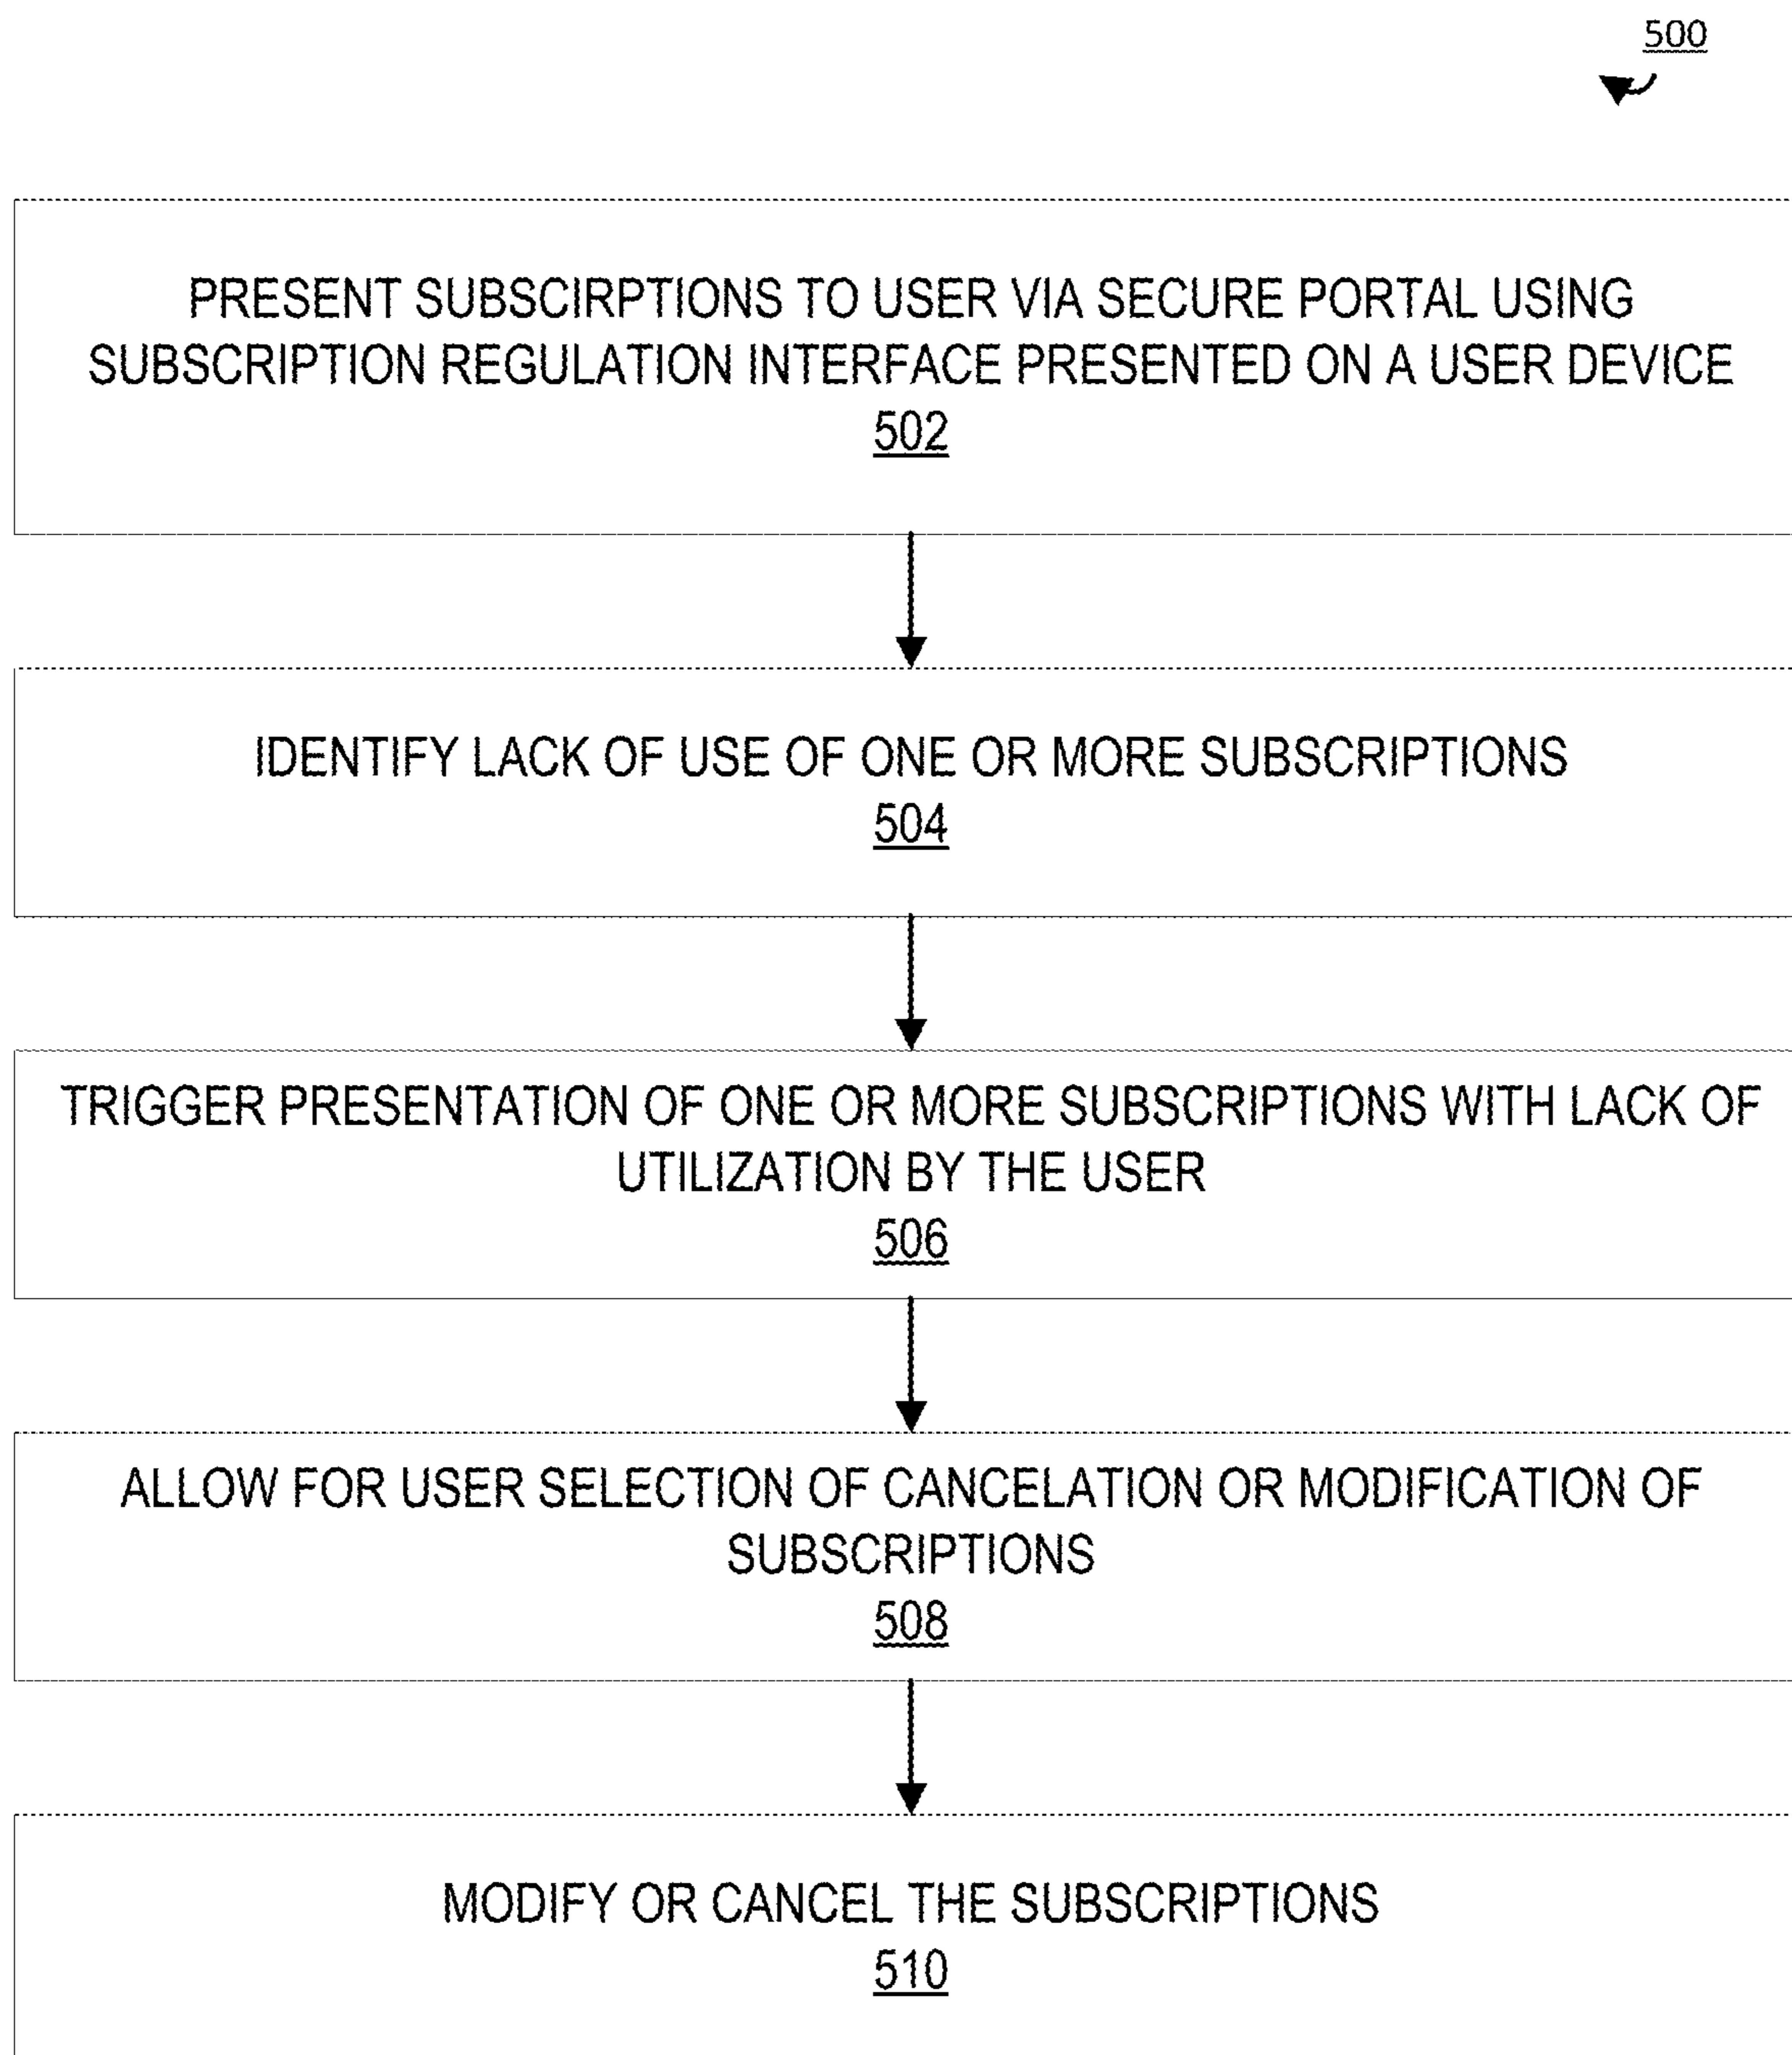 500
PRESENT SUBSCIRPTIONS TO USER VIA SECURE PORTAL USING
SUBSCRIPTION REGULATION INTERFACE PRESENTED ON A USER DEVICE
502
IDENTIFY LACK OF USE OF ONE OR MORE SUBSCRIPTIONS
504
TRIGGER PRESENTATION OF ONE OR MORE SUBSCRIPTIONS WITH LACK OF
UTILIZATION BY THE USER
506
ALLOW FOR USER SELECTION OF CANCELATION OR MODIFICATION OF
SUBSCRIPTIONS
508
MODIFY OR CANCEL THE SUBSCRIPTIONS
510